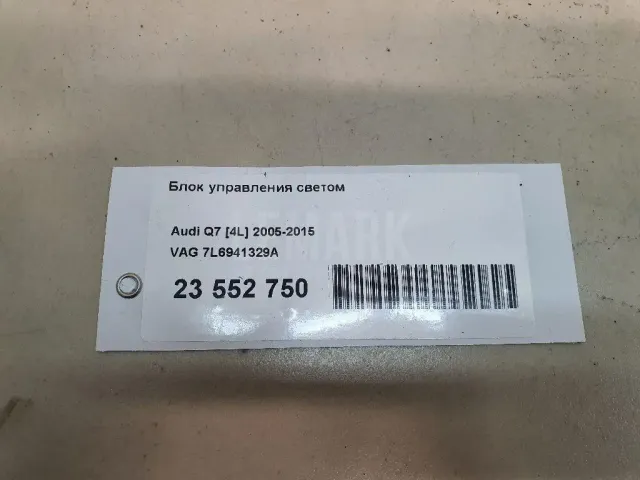 Блок управления светом
Audi Q7 [4L] 2005-2015
VAG 7L6941329A
23 552 750